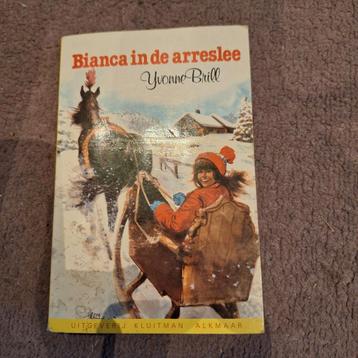 Bianca in de arreslee
Yvonne Brill
UITGEVERIJ KLUITMAN ALKMAAR